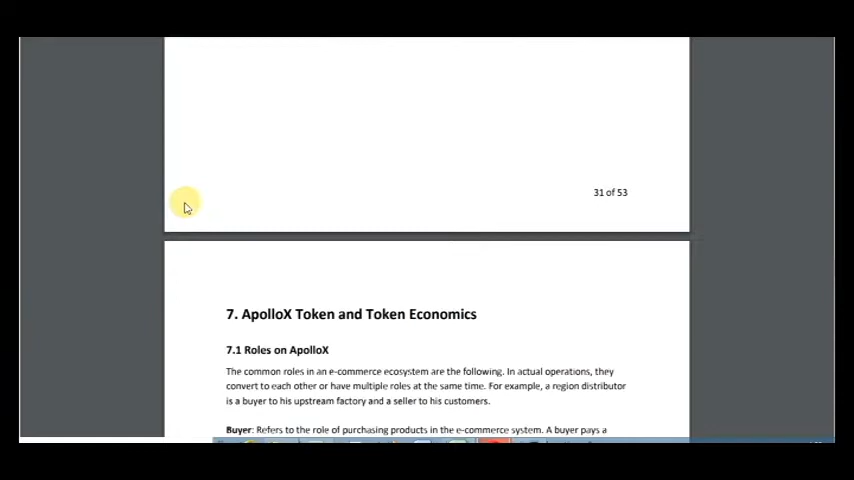 31 of 53
7. ApolloX Token and Token Economics
7.1 Roles on ApolloX
The common roles in an e-commerce ecosystem are the following. In actual operations, they
convert to each other or have multiple roles at the same time. For example, a region distributor
is a buyer to his upstream factory and a seller to his customers.
Buyer: Refers to the role of purchasing products in the e-commerce system. A buyer pays a